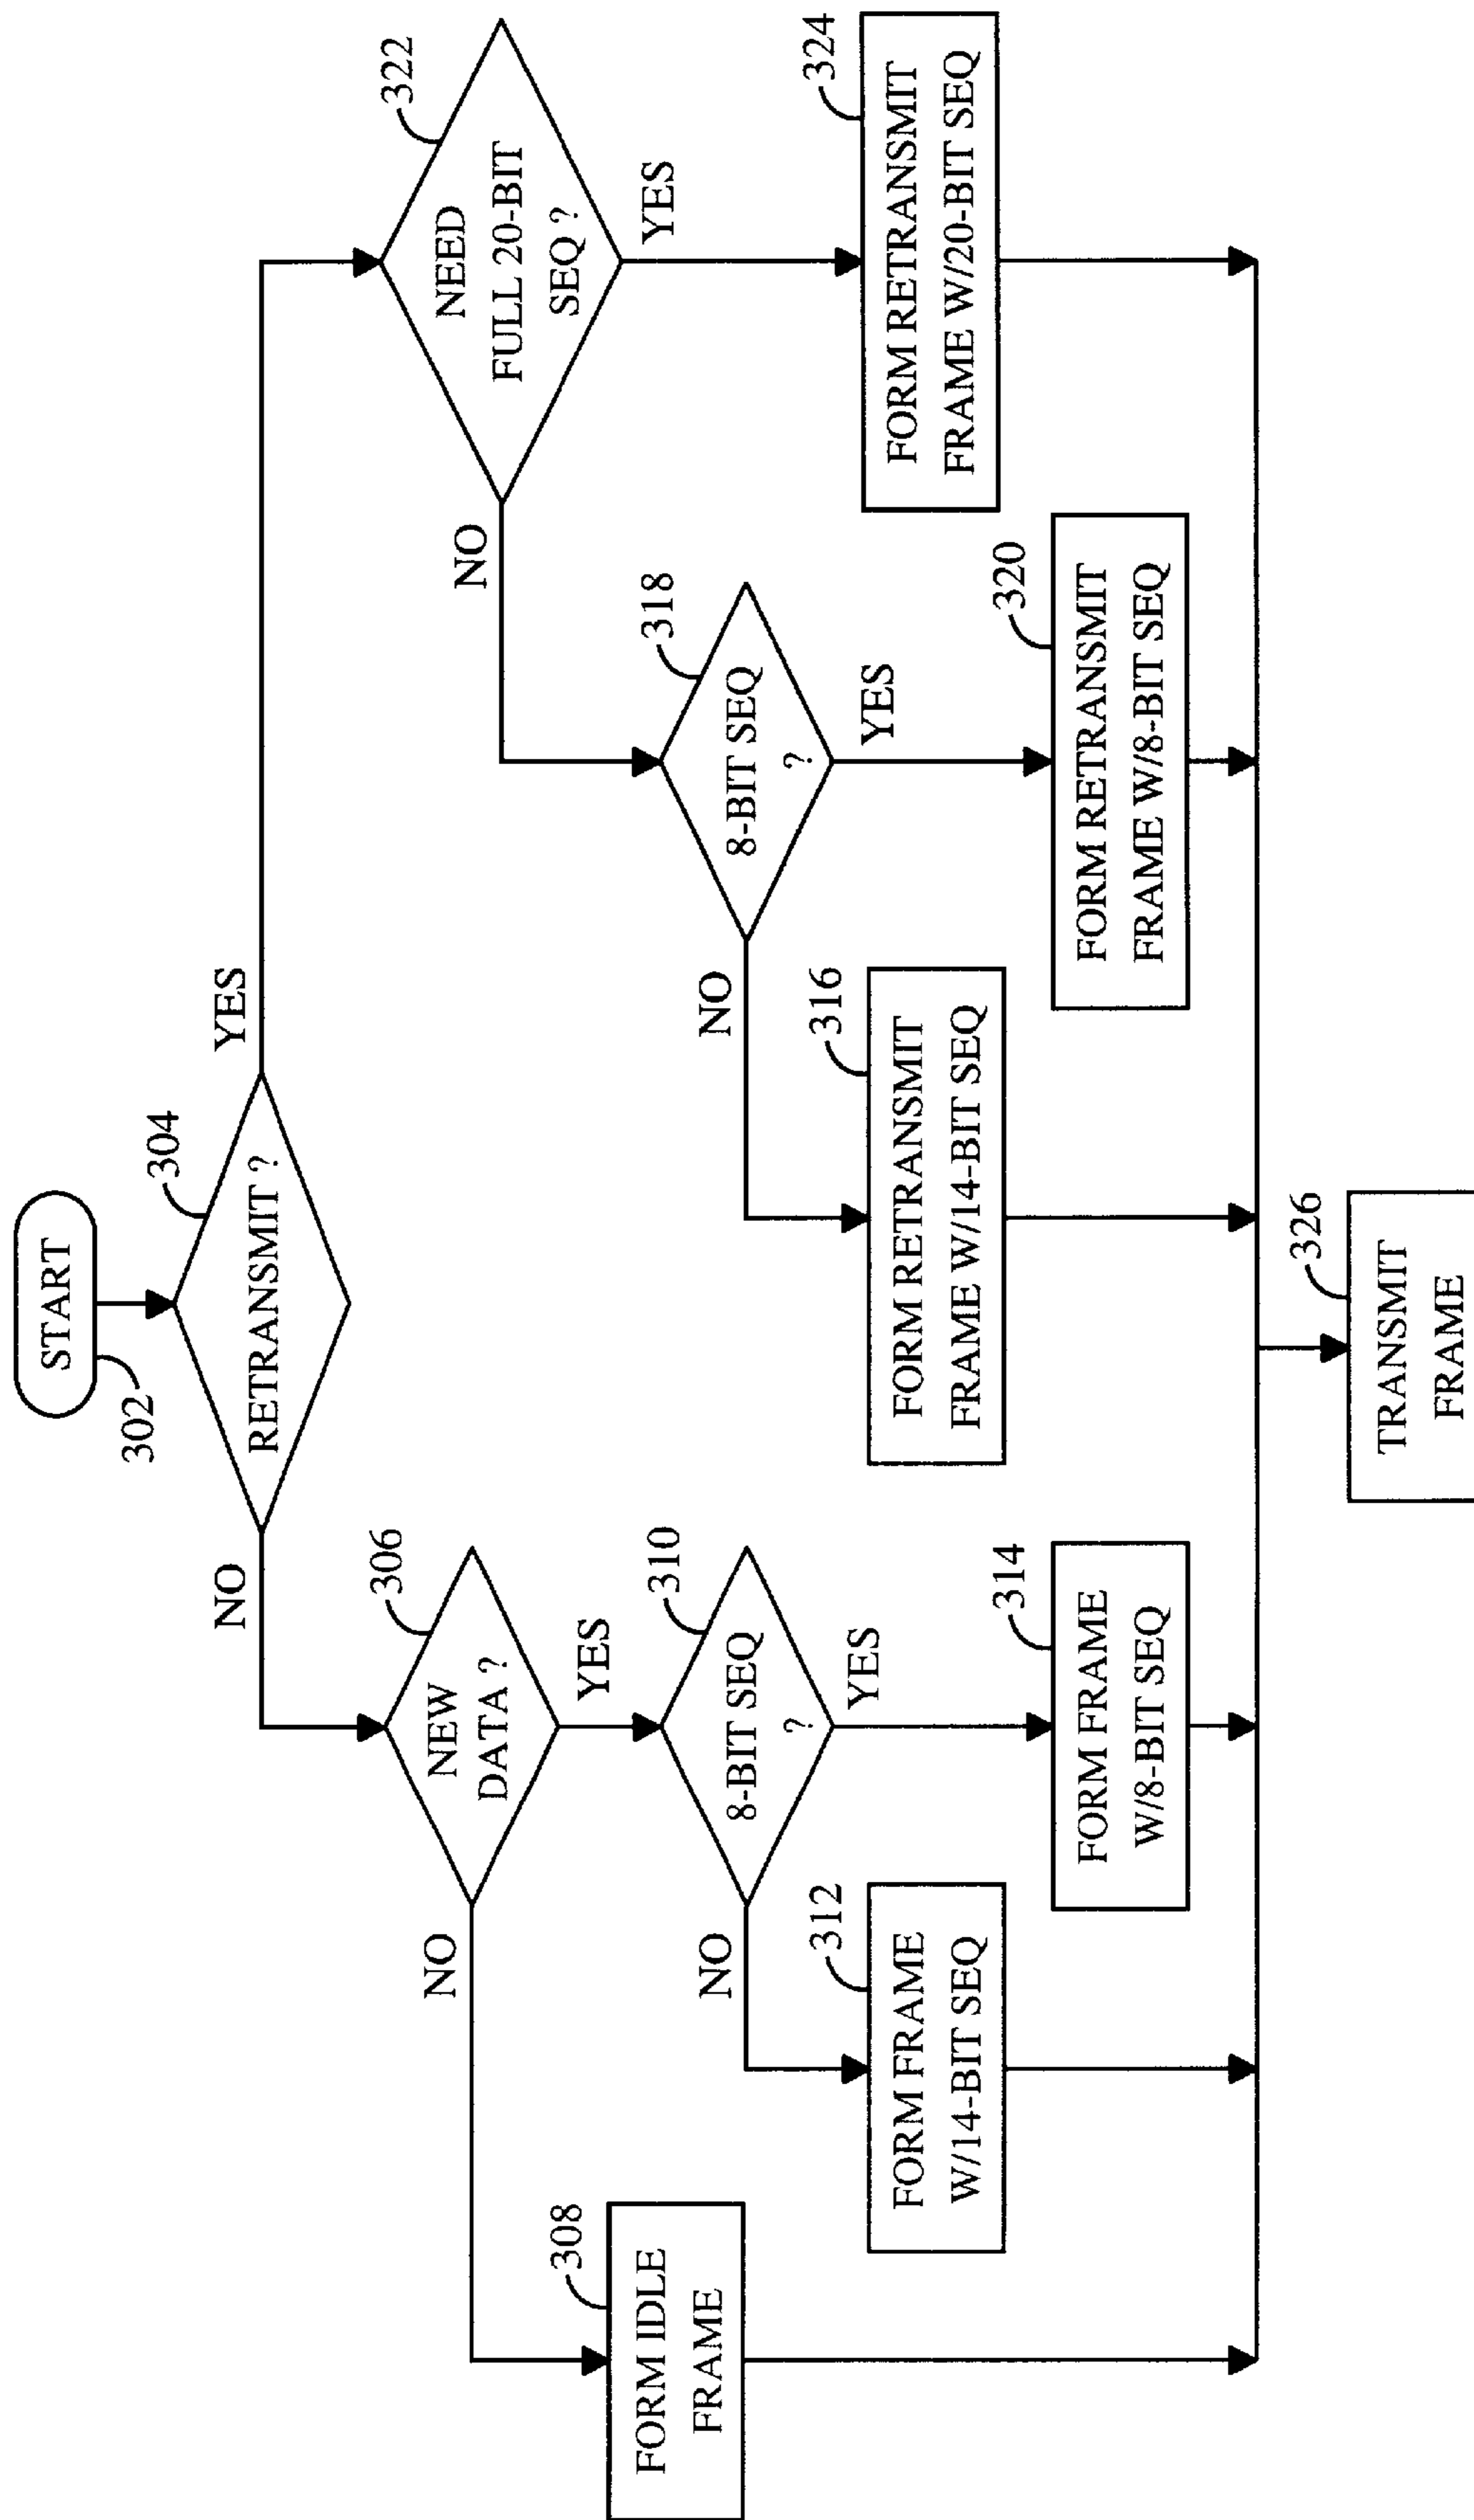 START
302
304
RETRANSMIT ?
NO
YES
306
NEW
DATA ?
NO
YES
322
NEED
FULL 20-BIT
SEQ ?
NO
YES
308
FORM IDLE
FRAME
310
8-BIT SEQ
?
NO
YES
318
8-BIT SEQ
?
NO
YES
312
FORM FRAME
W/14-BIT SEQ
316
FORM RETRANSMIT
FRAME W/14-BIT SEQ
324
FORM RETRANSMIT
FRAME W/20-BIT SEQ
314
FORM FRAME
W/8-BIT SEQ
320
FORM RETRANSMIT
FRAME W/8-BIT SEQ
326
TRANSMIT
FRAME